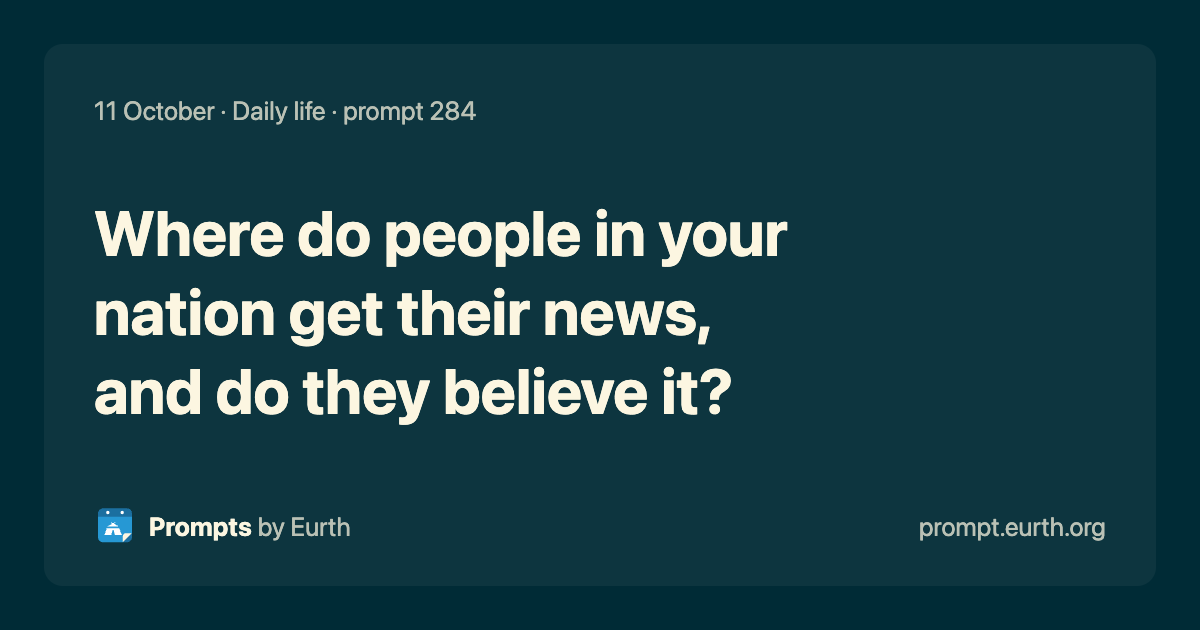 11 October · Daily life · prompt 284
Where do people in your
nation get their news,
and do they believe it?
Prompts by Eurth
prompt.eurth.org